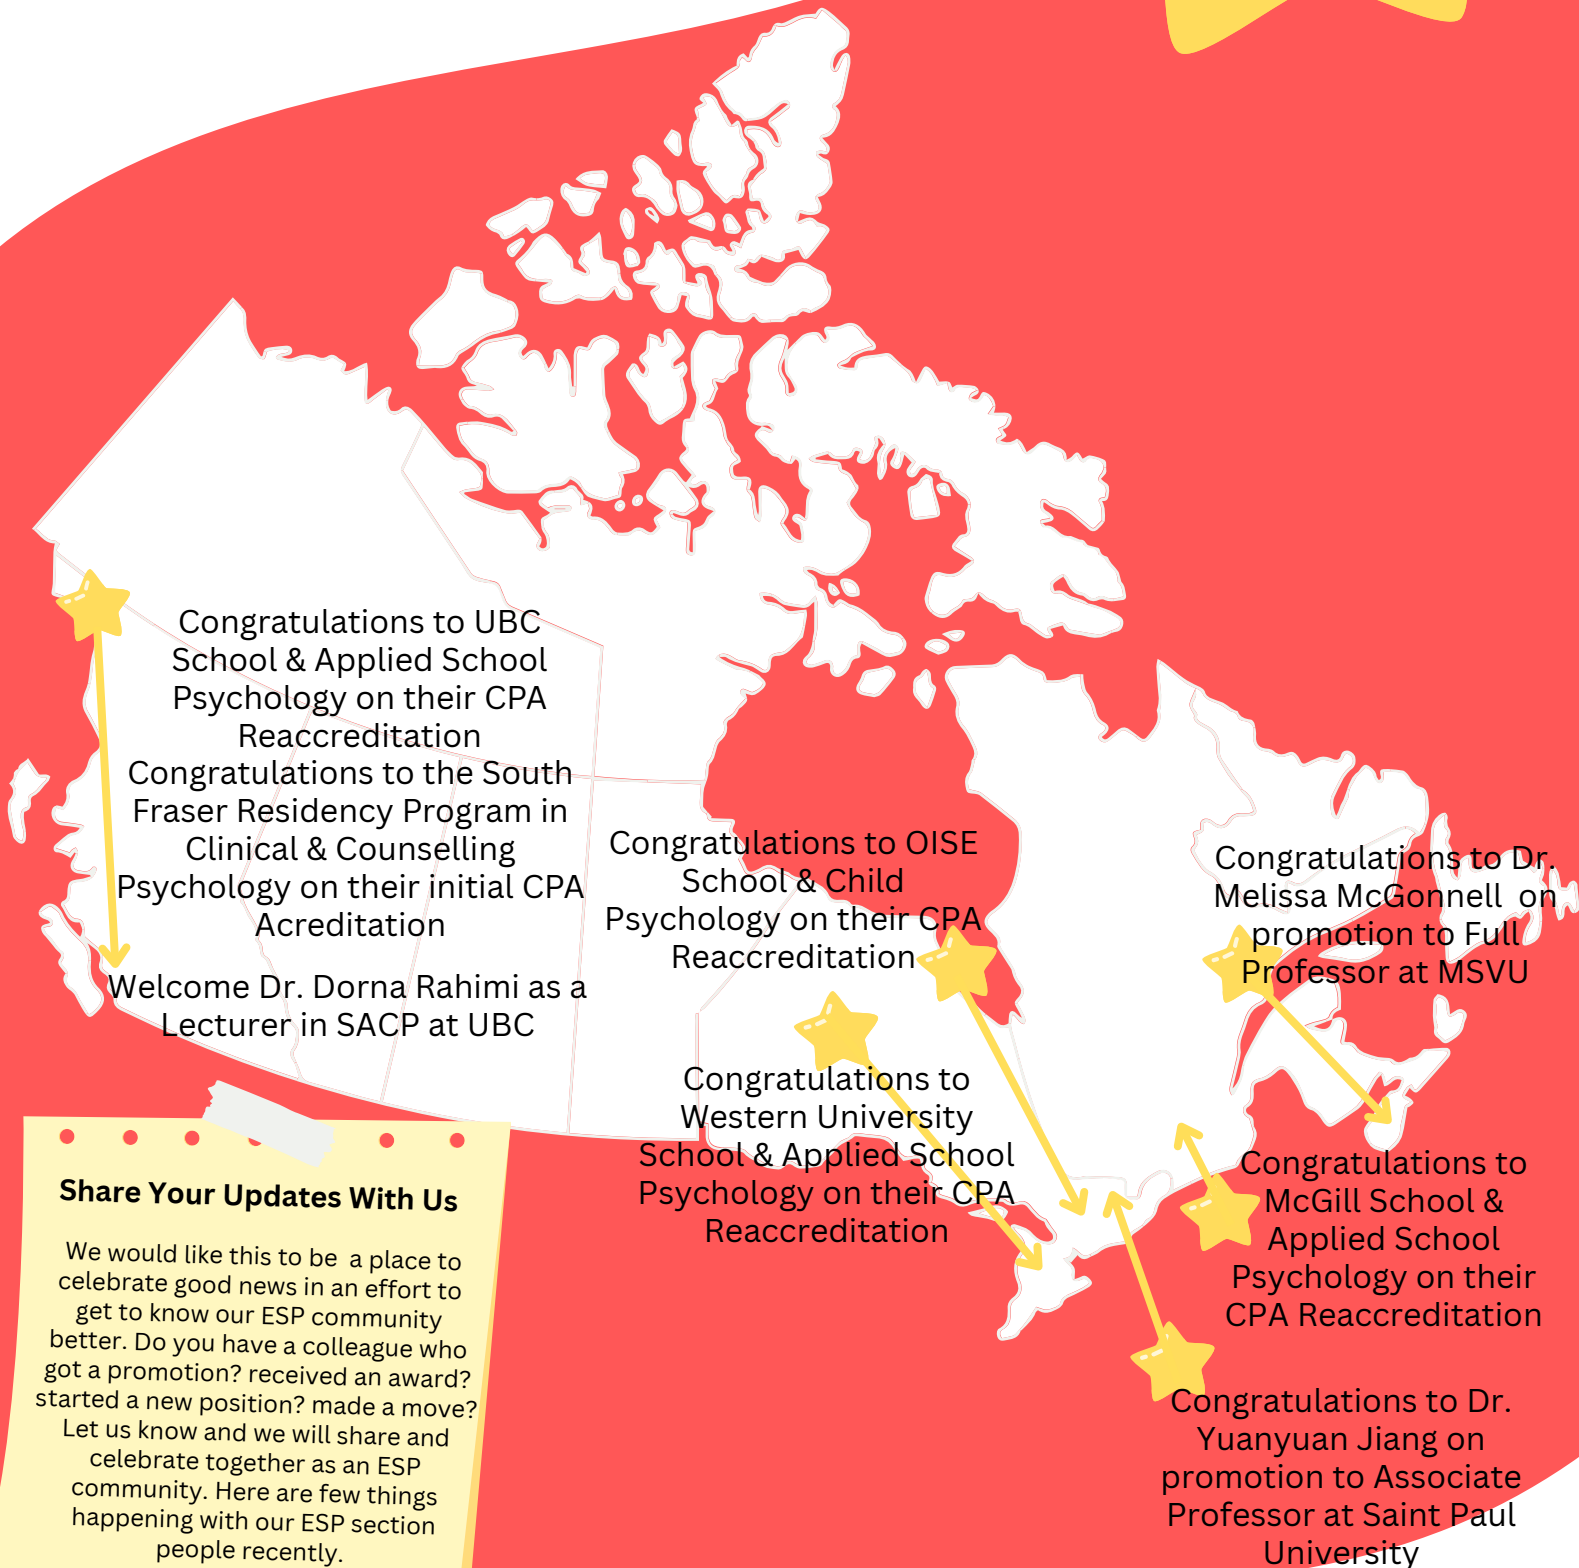 Congratulations to UBC
School & Applied School
Psychology on their CPA
Reaccreditation
Congratulations to the South
Fraser Residency Program in
Clinical & Counselling
Psychology on their initial CPA
Acreditation
Welcome Dr. Dorna Rahimi as a
Lecturer in SACP at UBC
Congratulations to OISE
School & Child
Psychology on their CPA
Reaccreditation
Congratulations to Dr.
Melissa McGonnell on
promotion to Full
Professor at MSVU
Congratulations to
Western University
School & Applied School
Psychology on their CPA
Reaccreditation
Congratulations to
McGill School &
Applied School
Psychology on their
CPA Reaccreditation
Congratulations to Dr.
Yuanyuan Jiang on
promotion to Associate
Professor at Saint Paul
University
Share Your Updates With Us
We would like this to be a place to
celebrate good news in an effort to
get to know our ESP community
better. Do you have a colleague who
got a promotion? received an award?
started a new position? made a move?
Let us know and we will share and
celebrate together as an ESP
community. Here are few things
happening with our ESP section
people recently.